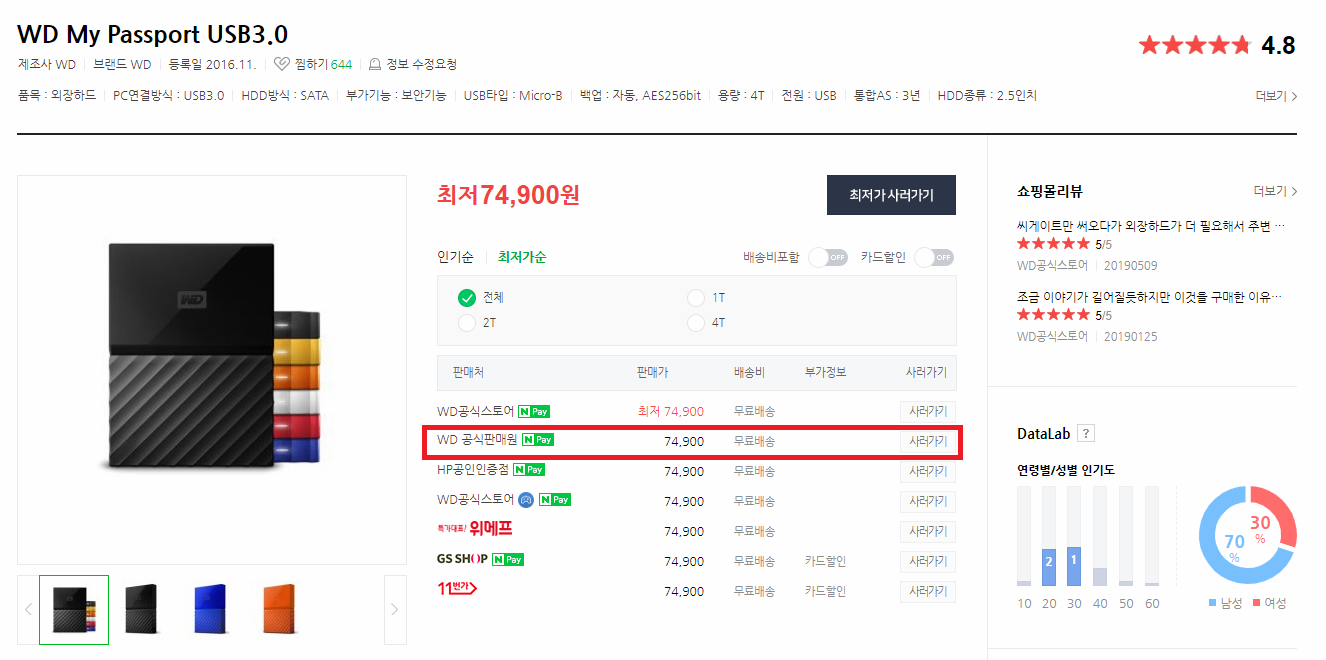 WD My Passport USB3.0
4.8
제조사 WD 브랜드 WD 등록일 2016.11. 찜하기 644 정보 수정요청
품목 : 외장하드 PC연결방식 : USB3.0 HDD방식 : SATA 부가기능 : 보안기능 USB타입 : Micro-B 백업 : 자동, AES256bit 용량 : 4T 전원 : USB 통합AS : 3년 HDD종류 : 2.5인치 더보기
WD
최저74,900원
최저가 사러가기
인기순 최저가순 배송비포함 OFF 카드할인 OFF
전체 1T
2T 4T
판매처 판매가 배송비 부가정보 사러가기
WD공식스토어 N Pay 최저 74,900 무료배송 사러가기
WD 공식판매원 N Pay 74,900 무료배송 사러가기
HP공인인증점 N Pay 74,900 무료배송 사러가기
WD공식스토어 N Pay 74,900 무료배송 사러가기
특가대표! 위메프 74,900 무료배송 사러가기
GS SHOP N Pay 74,900 무료배송 카드할인 사러가기
11번가 74,900 무료배송 카드할인 사러가기
쇼핑몰리뷰 더보기
씨게이트만 써오다가 외장하드가 더 필요해서 주변 ···
5/5
WD공식스토어 20190509
조금 이야기가 길어질듯하지만 이것을 구매한 이유···
5/5
WD공식스토어 20190125
DataLab ?
연령별/성별 인기도
2 1
10 20 30 40 50 60
70 %
30 %
남성 여성